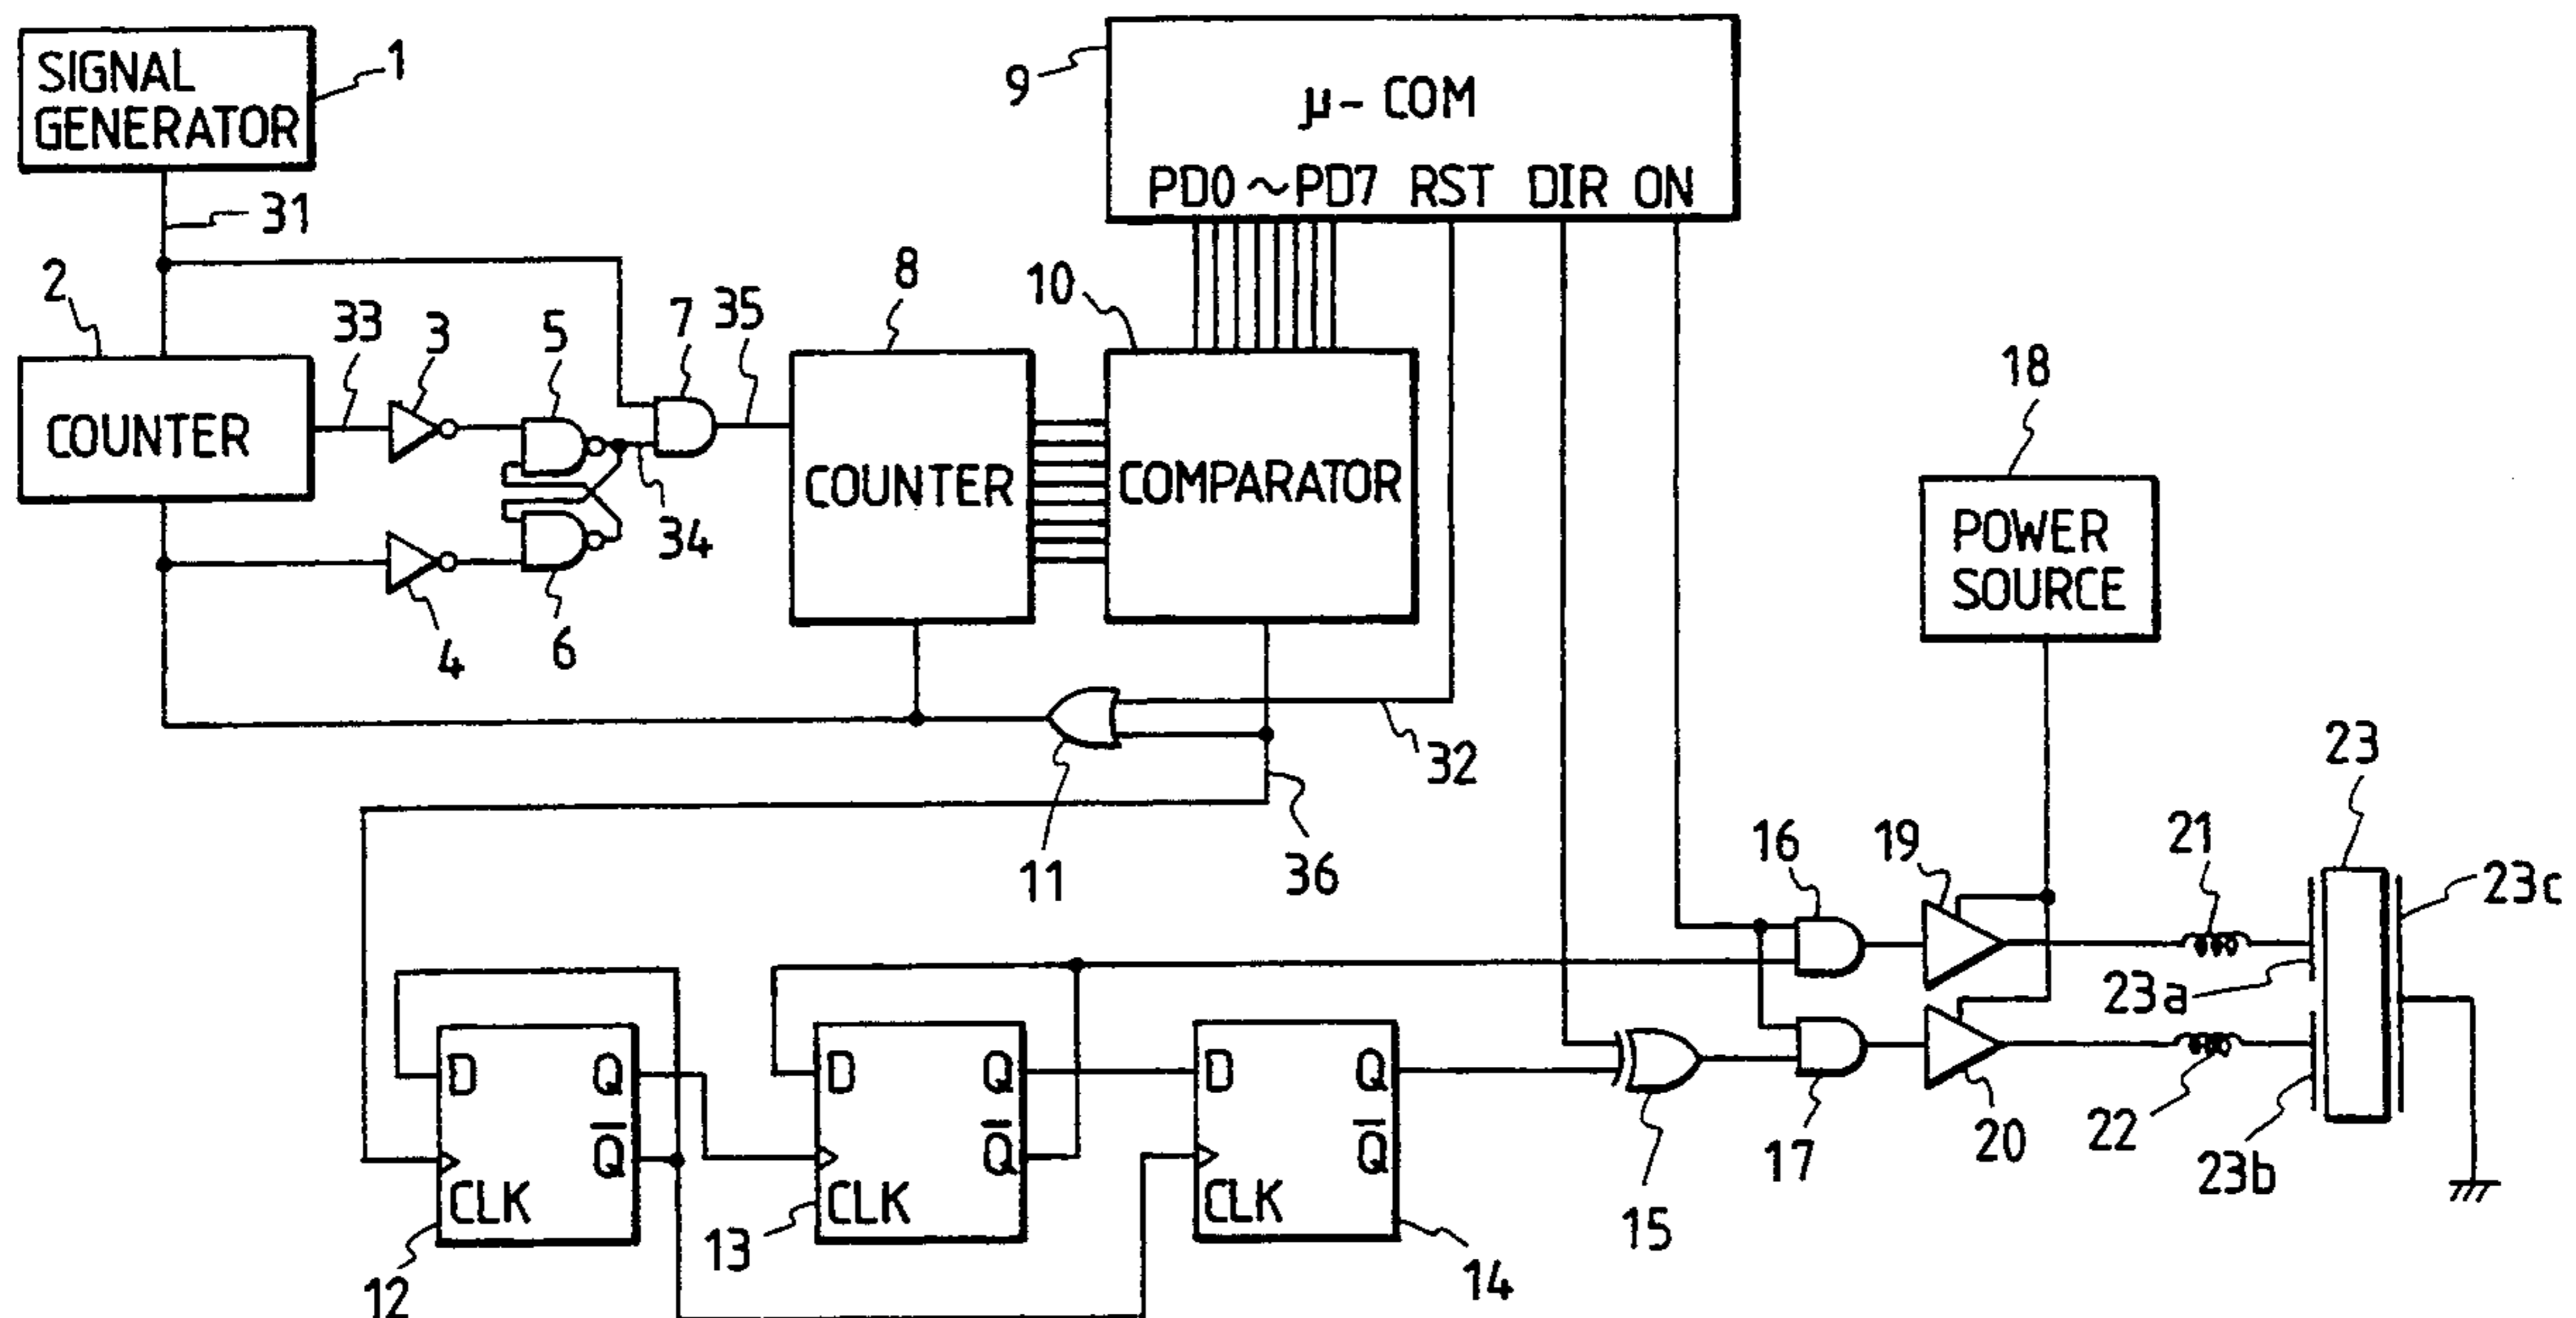 SIGNAL
GENERATOR
1
31
9
μ- COM
PD0 ~ PD7 RST DIR ON
2
COUNTER
33
3
5
7
35
8
COUNTER
10
COMPARATOR
34
4
6
18
POWER
SOURCE
32
11
36
16
19
21
23
23c
23a
D
Q
Q̅
CLK
12
D
Q
Q̅
CLK
13
D
Q
Q̅
CLK
14
15
17
20
22
23b